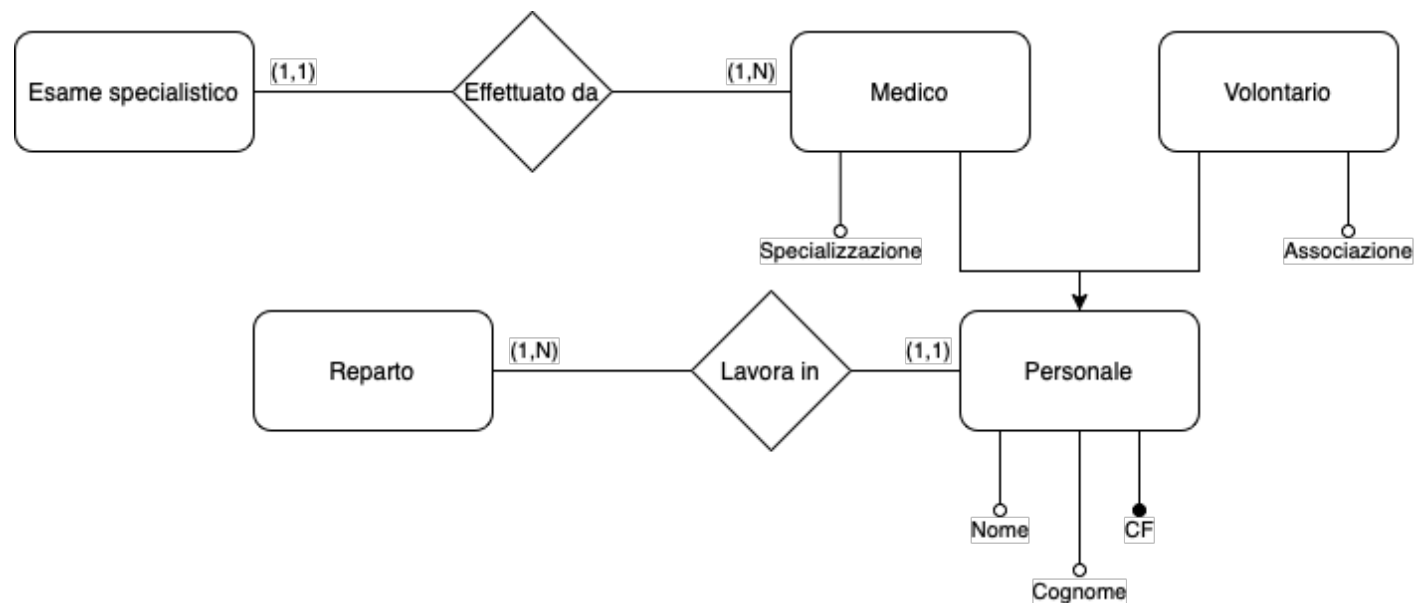 Esame specialistico
(1,1)
Effettuato da
(1,N)
Medico
Volontario
Specializzazione
Associazione
Reparto
(1,N)
Lavora in
(1,1)
Personale
Nome
CF
Cognome